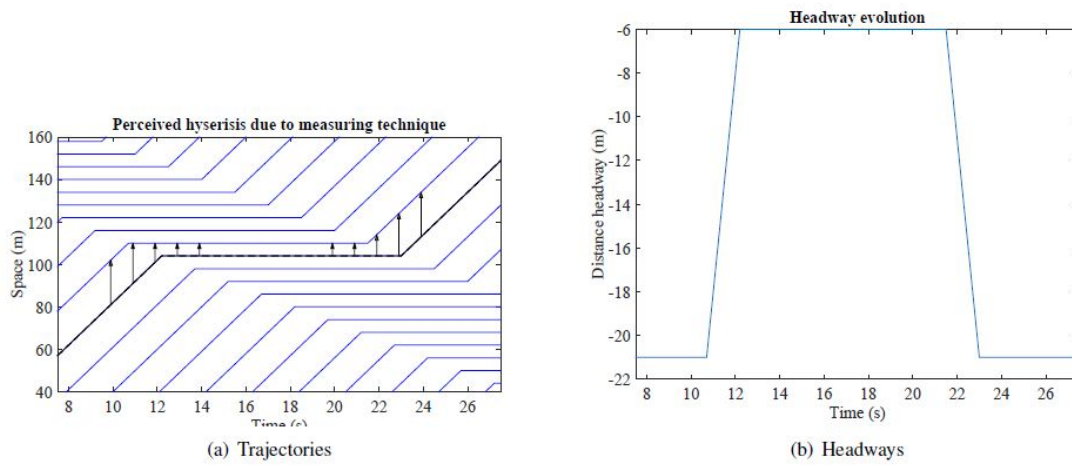 Perceived hyserisis due to measuring technique
160
140
120
100
80
60
40
Space (m)
8 10 12 14 16 18 20 22 24 26
Time (s)
(a) Trajectories
Headway evolution
-6
-8
-10
-12
-14
-16
-18
-20
-22
Distance headway (m)
8 10 12 14 16 18 20 22 24 26
Time (s)
(b) Headways